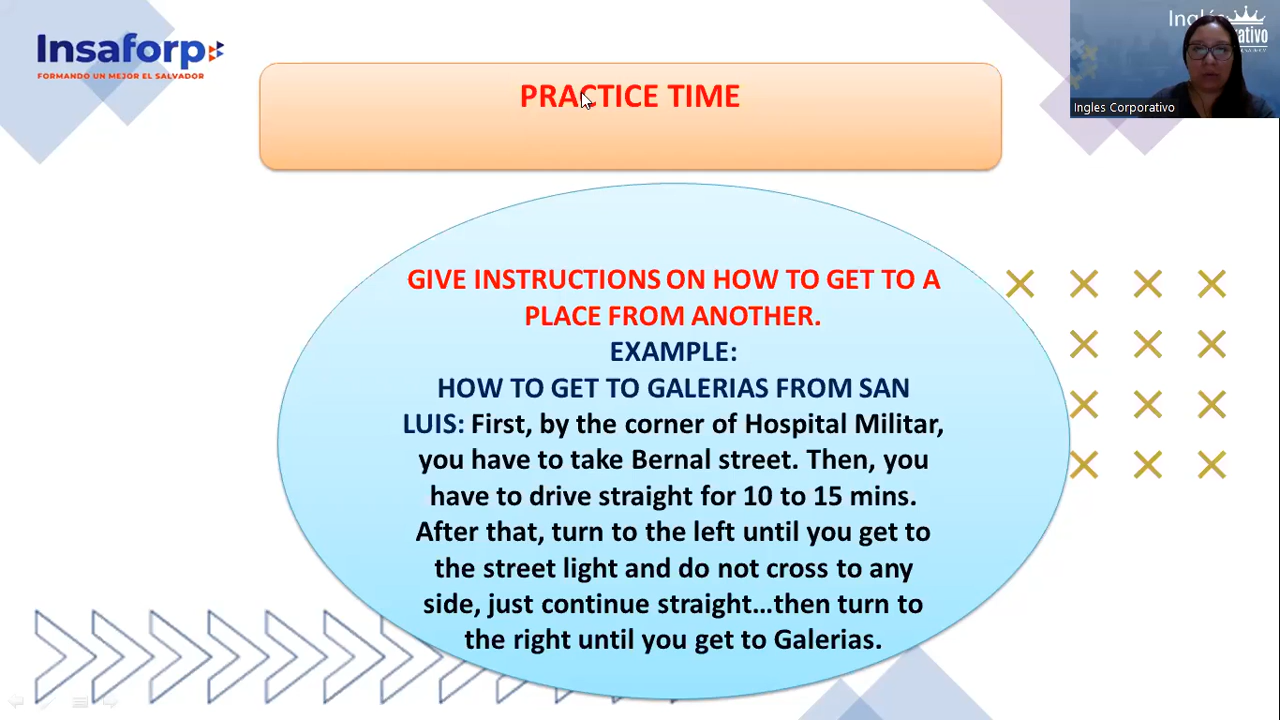 Insaforp
FORMANDO UN MEJOR EL SALVADOR
PRACTICE TIME
Ingles Corporativo
GIVE INSTRUCTIONS ON HOW TO GET TO A
PLACE FROM ANOTHER.
EXAMPLE:
HOW TO GET TO GALERIAS FROM SAN
LUIS: First, by the corner of Hospital Militar,
you have to take Bernal street. Then, you
have to drive straight for 10 to 15 mins.
After that, turn to the left until you get to
the street light and do not cross to any
side, just continue straight...then turn to
the right until you get to Galerias.